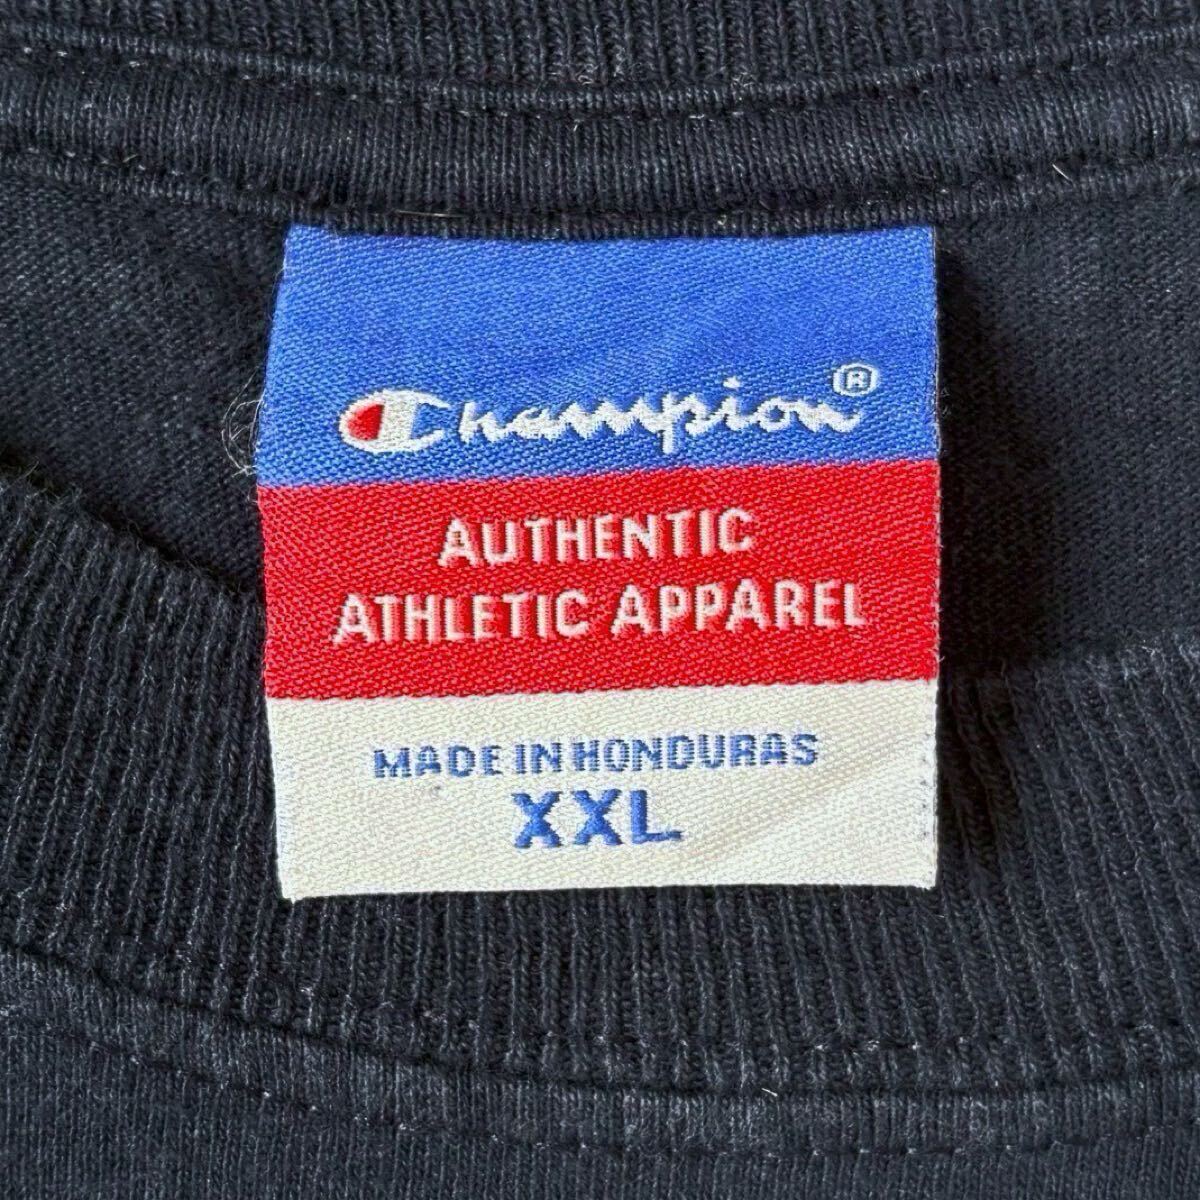 Champion®
AUTHENTIC
ATHLETIC APPAREL
MADE IN HONDURAS
XXL